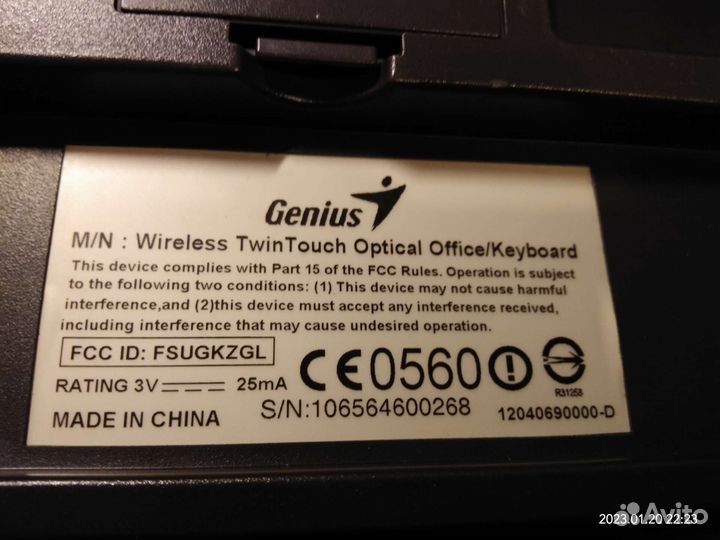 Genius
M/N : Wireless TwinTouch Optical Office/Keyboard
This device complies with Part 15 of the FCC Rules. Operation is subject
to the following two conditions: (1) This device may not cause harmful
interference,and (2)this device must accept any interference received,
including interference that may cause undesired operation.
FCC ID: FSUGKZGL
RATING 3V 25mA
CE0560
R31253
MADE IN CHINA
S/N:106564600268
12040690000-D
2023.01.20 22:23
Avito